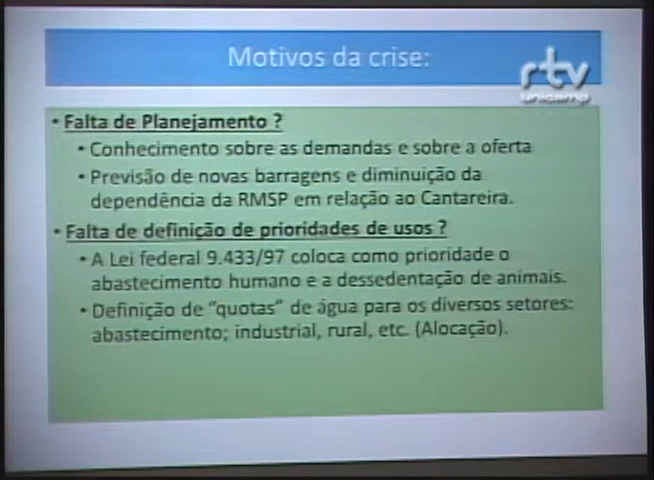 Motivos da crise:
rtv
unicamp
• Falta de Planejamento ?
• Conhecimento sobre as demandas e sobre a oferta
• Previsão de novas barragens e diminuição da
dependência da RMSP em relação ao Cantareira.
• Falta de definição de prioridades de usos ?
• A Lei federal 9.433/97 coloca como prioridade o
abastecimento humano e a dessedentação de animais.
• Definição de “quotas” de água para os diversos setores:
abastecimento; industrial, rural, etc. (Alocação).